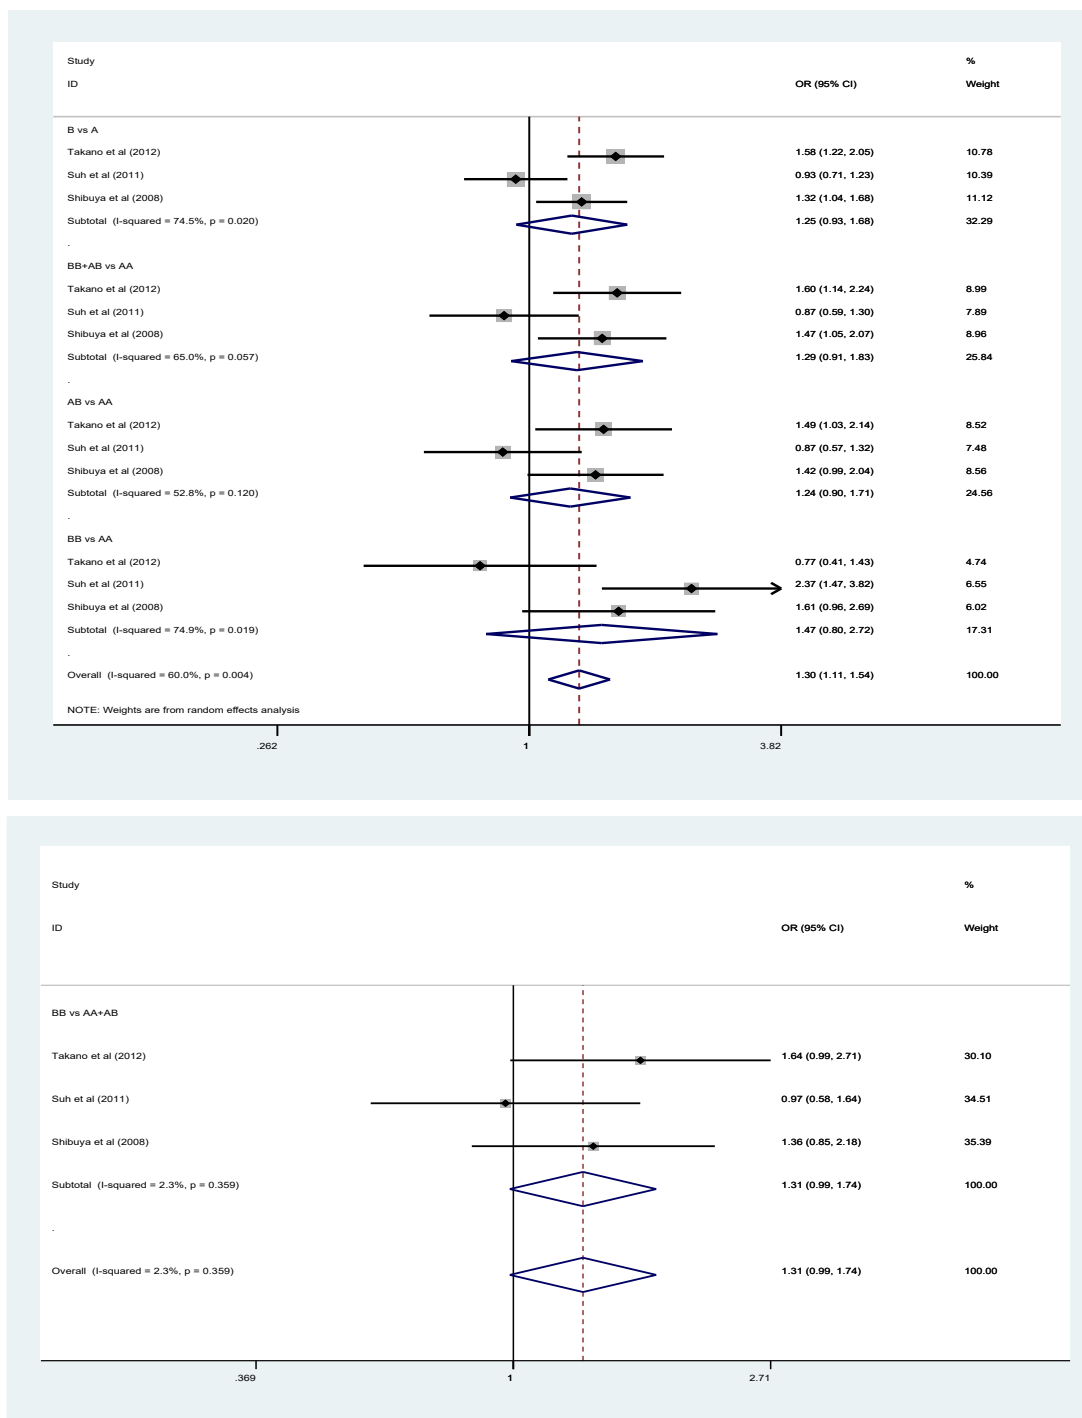 Study %
ID OR (95% CI) Weight
B vs A
Takano et al (2012) 1.58 (1.22, 2.05) 10.78
Suh et al (2011) 0.93 (0.71, 1.23) 10.39
Shibuya et al (2008) 1.32 (1.04, 1.68) 11.12
Subtotal (I-squared = 74.5%, p = 0.020) 1.25 (0.93, 1.68) 32.29
.
BB+AB vs AA
Takano et al (2012) 1.60 (1.14, 2.24) 8.99
Suh et al (2011) 0.87 (0.59, 1.30) 7.89
Shibuya et al (2008) 1.47 (1.05, 2.07) 8.96
Subtotal (I-squared = 65.0%, p = 0.057) 1.29 (0.91, 1.83) 25.84
.
AB vs AA
Takano et al (2012) 1.49 (1.03, 2.14) 8.52
Suh et al (2011) 0.87 (0.57, 1.32) 7.48
Shibuya et al (2008) 1.42 (0.99, 2.04) 8.56
Subtotal (I-squared = 52.8%, p = 0.120) 1.24 (0.90, 1.71) 24.56
.
BB vs AA
Takano et al (2012) 0.77 (0.41, 1.43) 4.74
Suh et al (2011) 2.37 (1.47, 3.82) 6.55
Shibuya et al (2008) 1.61 (0.96, 2.69) 6.02
Subtotal (I-squared = 74.9%, p = 0.019) 1.47 (0.80, 2.72) 17.31
.
Overall (I-squared = 60.0%, p = 0.004) 1.30 (1.11, 1.54) 100.00
NOTE: Weights are from random effects analysis
.262 1 3.82
Study %
ID OR (95% CI) Weight
BB vs AA+AB
Takano et al (2012) 1.64 (0.99, 2.71) 30.10
Suh et al (2011) 0.97 (0.58, 1.64) 34.51
Shibuya et al (2008) 1.36 (0.85, 2.18) 35.39
Subtotal (I-squared = 2.3%, p = 0.359) 1.31 (0.99, 1.74) 100.00
.
Overall (I-squared = 2.3%, p = 0.359) 1.31 (0.99, 1.74) 100.00
.369 1 2.71